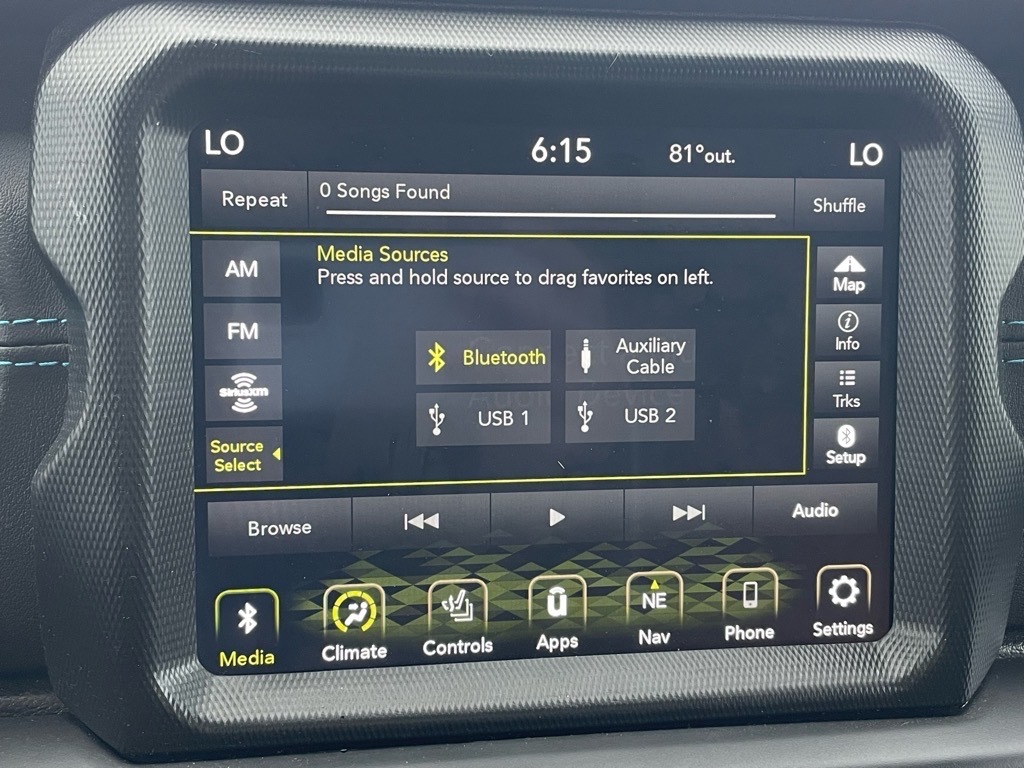 LO
6:15
81°out.
LO
Repeat
0 Songs Found
Shuffle
AM
Media Sources
Press and hold source to drag favorites on left.
Map
FM
Bluetooth
Auxiliary
Cable
Info
SiriusXM
USB 1
USB 2
Trks
Source
Select
Setup
Browse
Audio
NE
Media
Climate
Controls
Apps
Nav
Phone
Settings